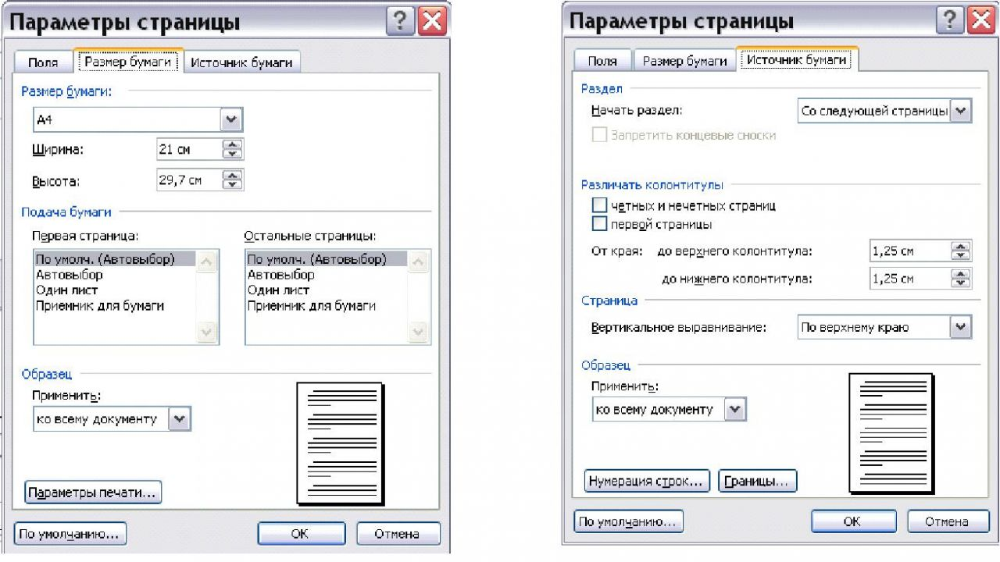 Параметры страницы
Поля Размер бумаги Источник бумаги
Размер бумаги:
A4
Ширина: 21 см
Высота: 29,7 см
Подача бумаги
Первая страница: Остальные страницы:
По умолч. (Автовыбор) По умолч. (Автовыбор)
Автовыбор Автовыбор
Один лист Один лист
Приемник для бумаги Приемник для бумаги
Образец
Применить:
ко всему документу
Параметры печати...
По умолчанию... ОК Отмена
Параметры страницы
Поля Размер бумаги Источник бумаги
Раздел
Начать раздел: Со следующей страницы
Запретить концевые сноски
Различать колонтитулы
четных и нечетных страниц
первой страницы
От края: до верхнего колонтитула: 1,25 см
до нижнего колонтитула: 1,25 см
Страница
Вертикальное выравнивание: По верхнему краю
Образец
Применить:
ко всему документу
Нумерация строк... Границы...
По умолчанию... ОК Отмена